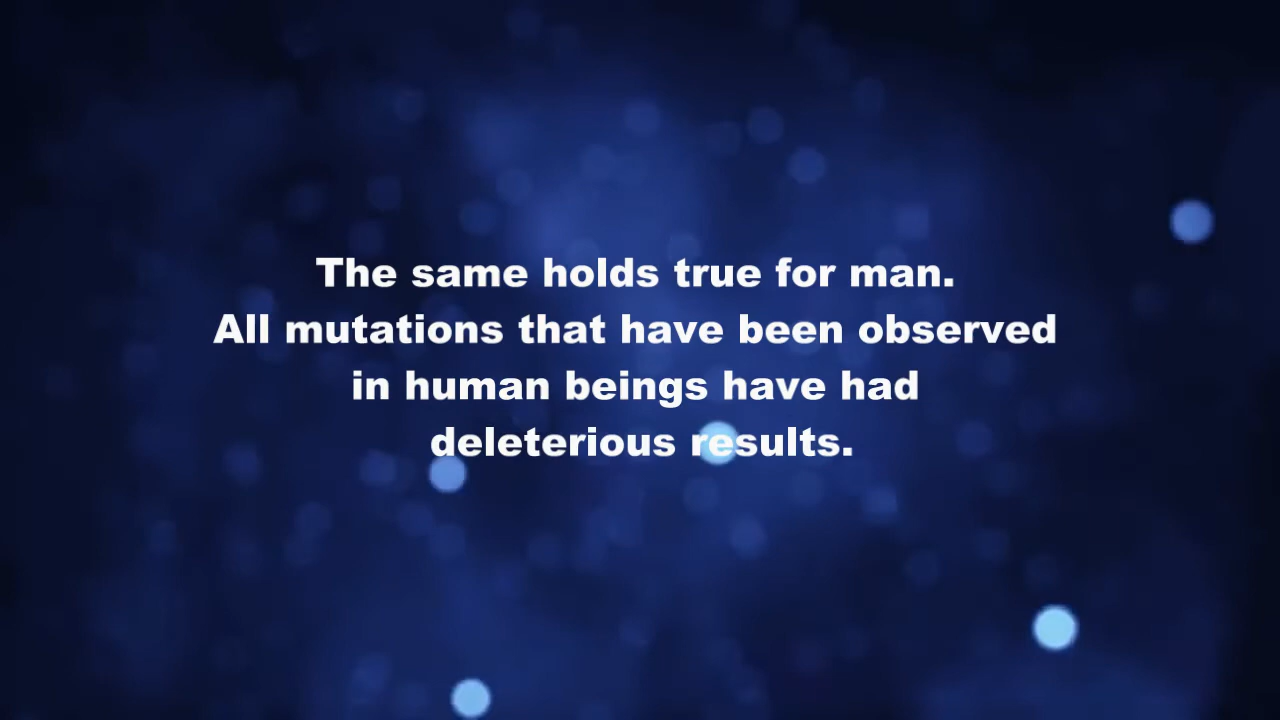 The same holds true for man.
All mutations that have been observed
in human beings have had
deleterious results.